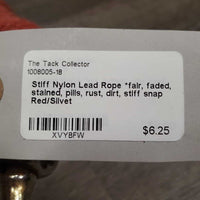 The Tack Collector
1008005-18
Stiff Nylon Lead Rope *fair, faded,
stained, pills, rust, dirt, stiff snap
Red/Silvet
XVY8FW
$6.25